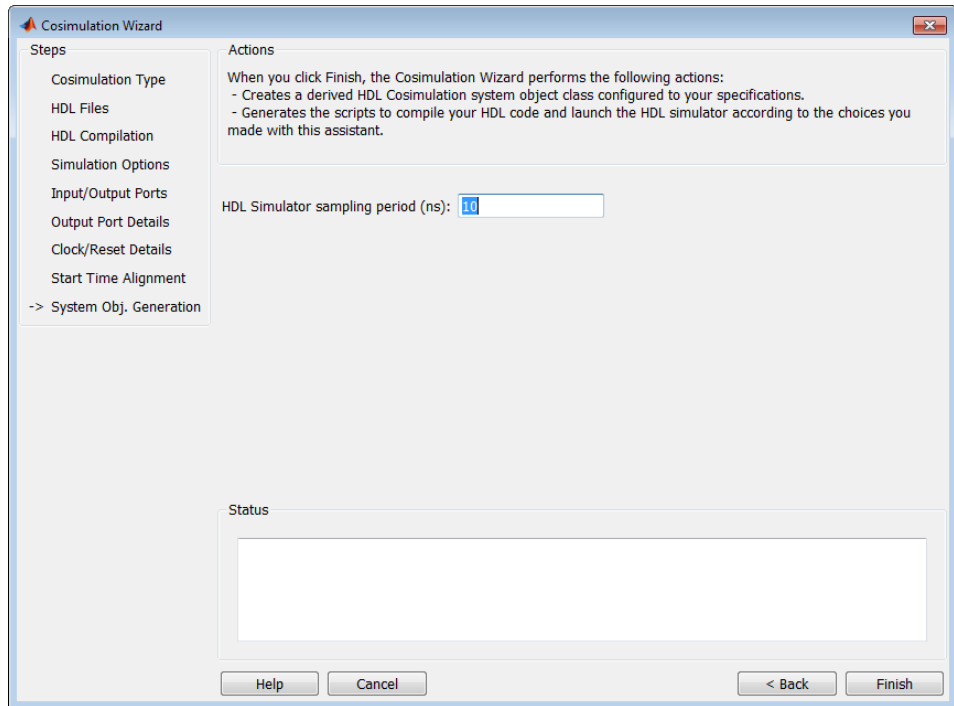 Cosimulation Wizard
Steps
Cosimulation Type
HDL Files
HDL Compilation
Simulation Options
Input/Output Ports
Output Port Details
Clock/Reset Details
Start Time Alignment
-> System Obj. Generation
Actions
When you click Finish, the Cosimulation Wizard performs the following actions:
- Creates a derived HDL Cosimulation system object class configured to your specifications.
- Generates the scripts to compile your HDL code and launch the HDL simulator according to the choices you
made with this assistant.
HDL Simulator sampling period (ns): 10
Status
Help Cancel < Back Finish